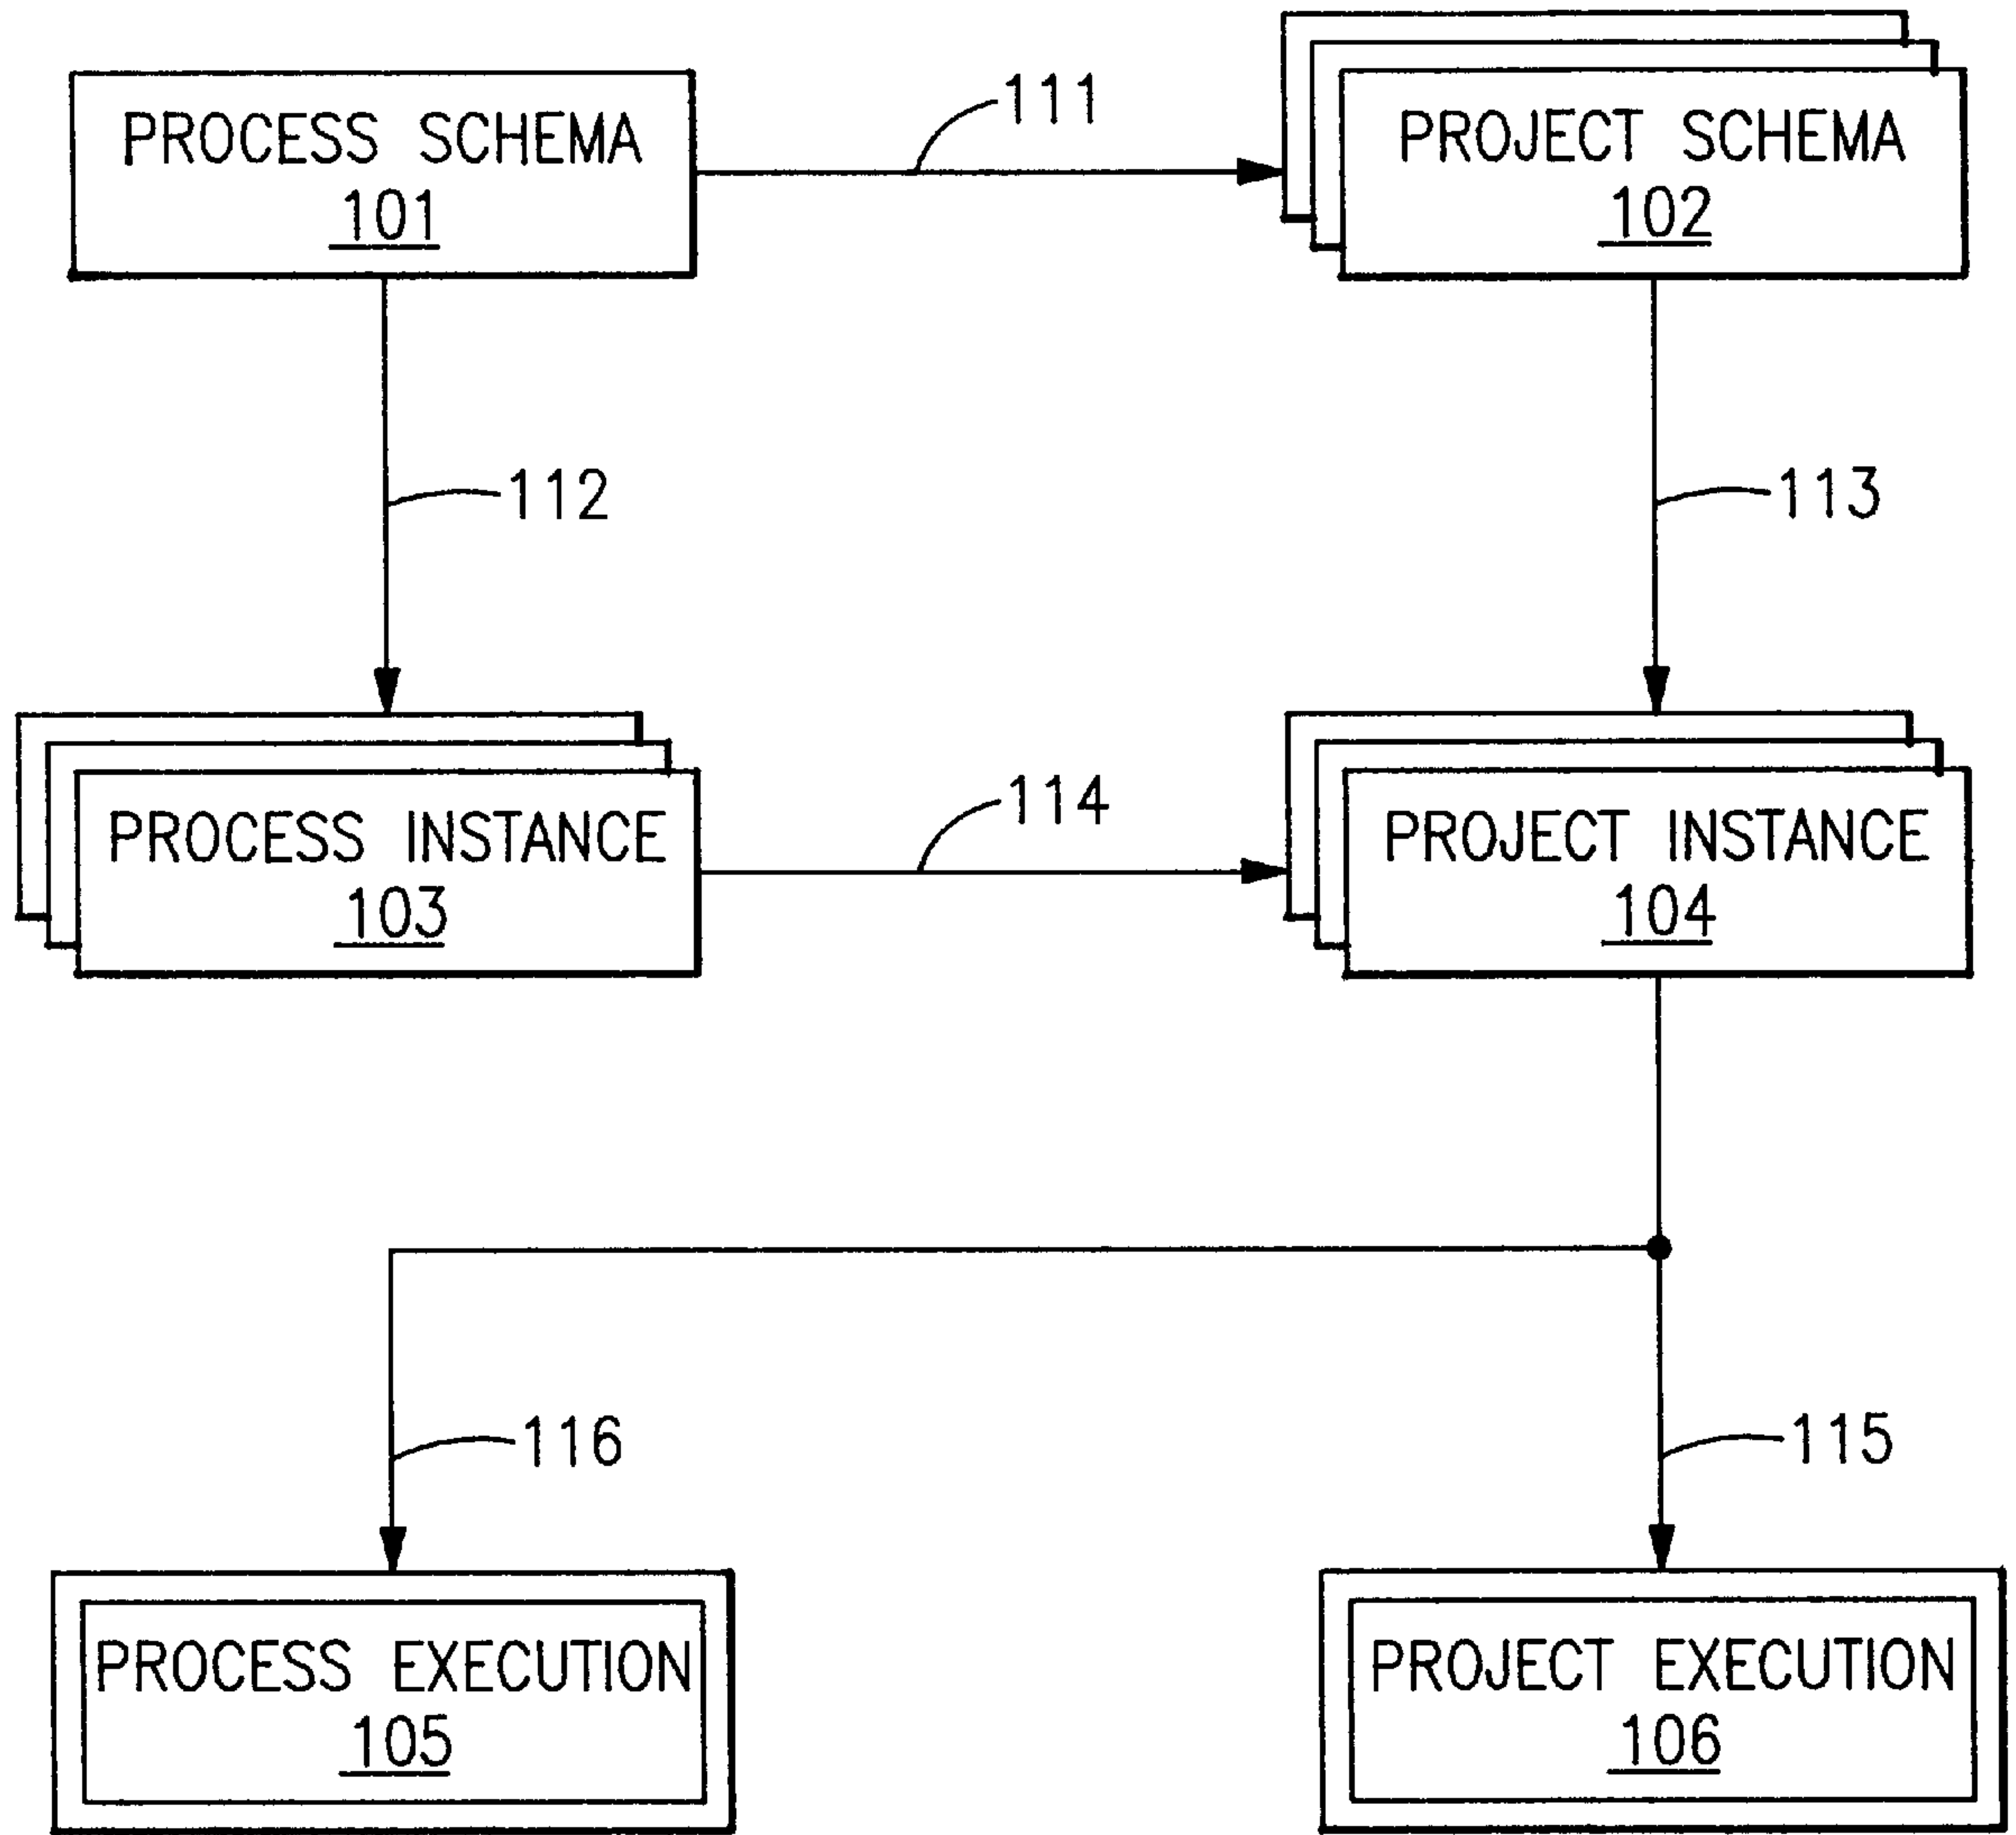 PROCESS SCHEMA
101
111
PROJECT SCHEMA
102
112
113
PROCESS INSTANCE
103
114
PROJECT INSTANCE
104
116
115
PROCESS EXECUTION
105
PROJECT EXECUTION
106